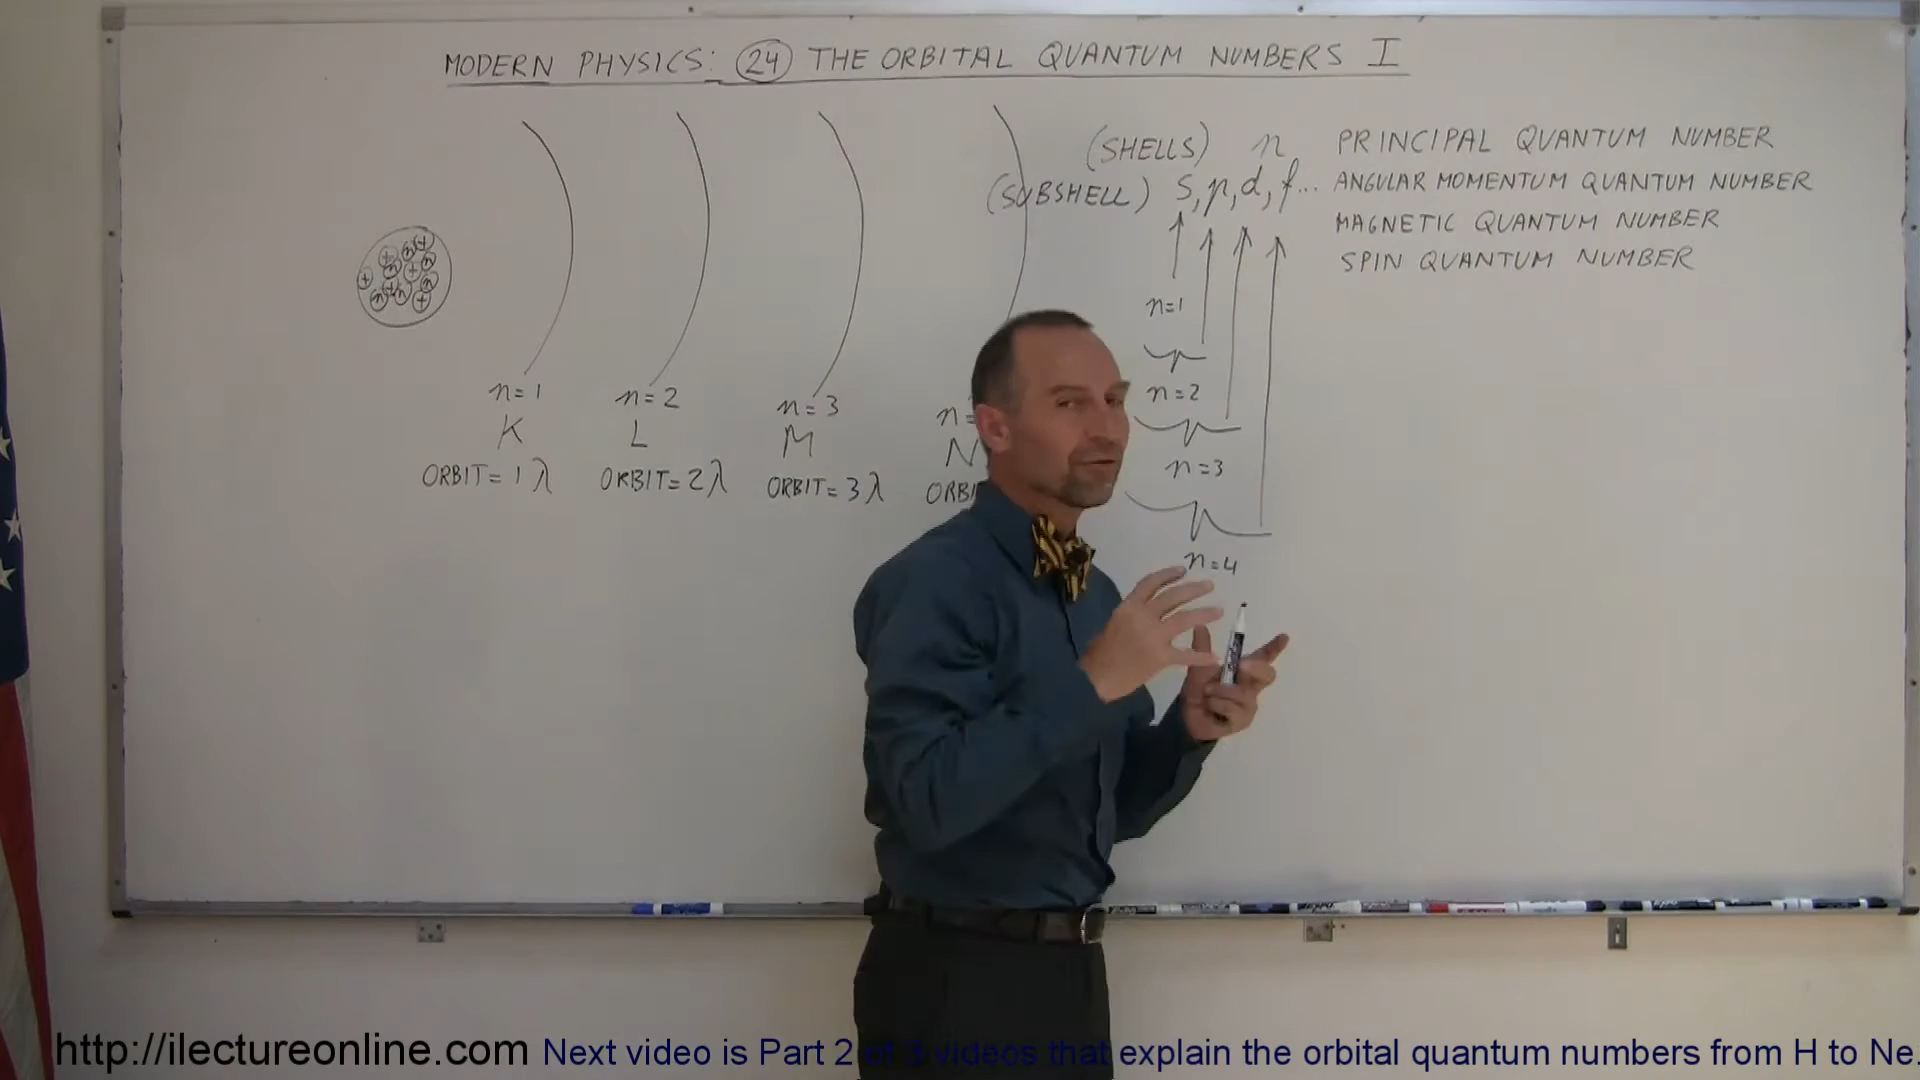 MODERN PHYSICS: 24 THE ORBITAL QUANTUM NUMBERS I
(SHELLS) n PRINCIPAL QUANTUM NUMBER
(SUBSHELL) s, p, d, f... ANGULAR MOMENTUM QUANTUM NUMBER
MAGNETIC QUANTUM NUMBER
SPIN QUANTUM NUMBER
n=1
n=2
n=3
n=4
n=1 n=2 n=3 n=
K L M N
ORBIT=1λ ORBIT=2λ ORBIT=3λ ORBI
http://ilectureonline.com Next video is Part 2 of 3 videos that explain the orbital quantum numbers from H to Ne.